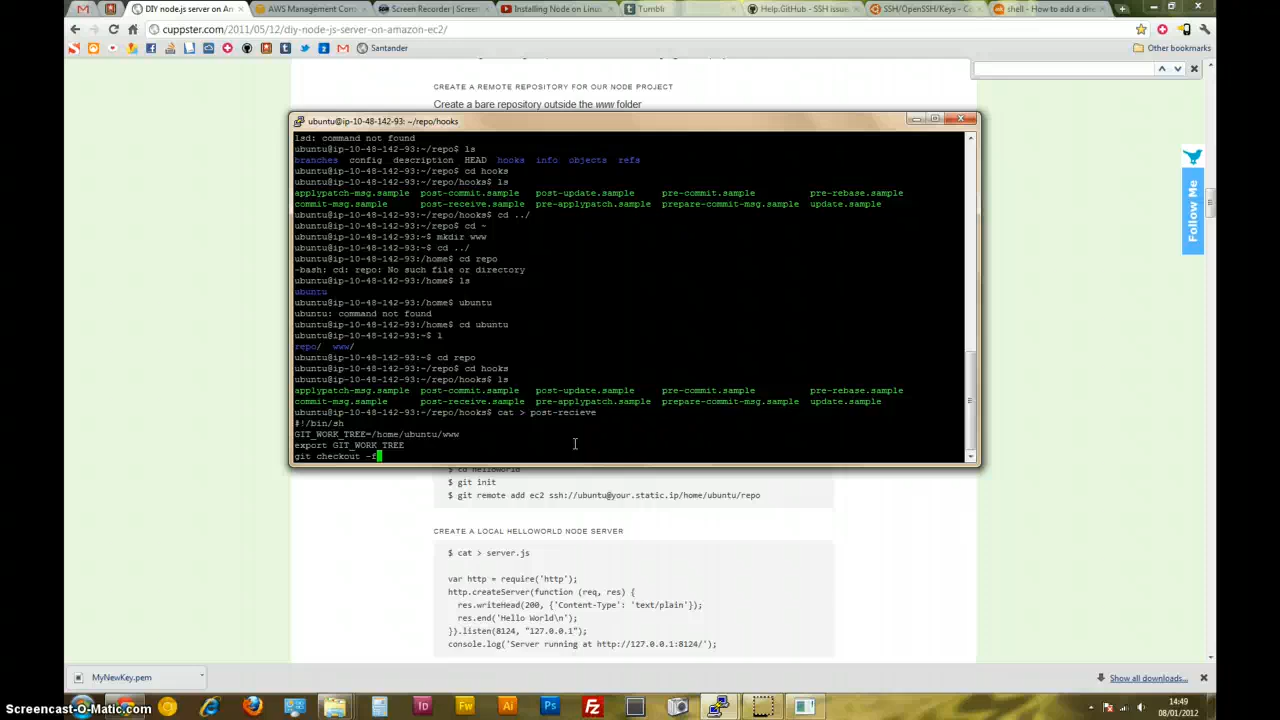 DIY node.js server on An
AWS Management Con
Screen Recorder | Screen
Installing Node on Linux
Tumblr
Help.GitHub - SSH issue
SSH/OpenSSH/Keys - Co
shell - How to add a dire
cuppster.com/2011/05/12/diy-node-js-server-on-amazon-ec2/
Santander
Other bookmarks
CREATE A REMOTE REPOSITORY FOR OUR NODE PROJECT
Create a bare repository outside the www folder
ubuntu@ip-10-48-142-93: ~/repo/hooks
lsd: command not found
ubuntu@ip-10-48-142-93:~/repo$ ls
branches config description HEAD hooks info objects refs
ubuntu@ip-10-48-142-93:~/repo$ cd hooks
ubuntu@ip-10-48-142-93:~/repo/hooks$ ls
applypatch-msg.sample post-commit.sample post-update.sample pre-commit.sample pre-rebase.sample
commit-msg.sample post-receive.sample pre-applypatch.sample prepare-commit-msg.sample update.sample
ubuntu@ip-10-48-142-93:~/repo/hooks$ cd ../
ubuntu@ip-10-48-142-93:~/repo$ cd ~
ubuntu@ip-10-48-142-93:~$ mkdir www
ubuntu@ip-10-48-142-93:~$ cd ../
ubuntu@ip-10-48-142-93:/home$ cd repo
-bash: cd: repo: No such file or directory
ubuntu@ip-10-48-142-93:/home$ ls
ubuntu
ubuntu@ip-10-48-142-93:/home$ ubuntu
ubuntu: command not found
ubuntu@ip-10-48-142-93:/home$ cd ubuntu
ubuntu@ip-10-48-142-93:~$ l
repo/ www/
ubuntu@ip-10-48-142-93:~$ cd repo
ubuntu@ip-10-48-142-93:~/repo$ cd hooks
ubuntu@ip-10-48-142-93:~/repo/hooks$ ls
applypatch-msg.sample post-commit.sample post-update.sample pre-commit.sample pre-rebase.sample
commit-msg.sample post-receive.sample pre-applypatch.sample prepare-commit-msg.sample update.sample
ubuntu@ip-10-48-142-93:~/repo/hooks$ cat > post-recieve
#!/bin/sh
GIT_WORK_TREE=/home/ubuntu/www
export GIT_WORK_TREE
git checkout -f
Follow Me
$ cd helloworld
$ git init
$ git remote add ec2 ssh://ubuntu@your.static.ip/home/ubuntu/repo
CREATE A LOCAL HELLOWORLD NODE SERVER
$ cat > server.js
var http = require('http');
http.createServer(function (req, res) {
res.writeHead(200, {'Content-Type': 'text/plain'});
res.end('Hello World\n');
}).listen(8124, "127.0.0.1");
console.log('Server running at http://127.0.0.1:8124/');
MyNewKey.pem
Show all downloads...
Screencast-O-Matic.com
Id
Fw
Ai
Ps
Fz
14:49
08/01/2012